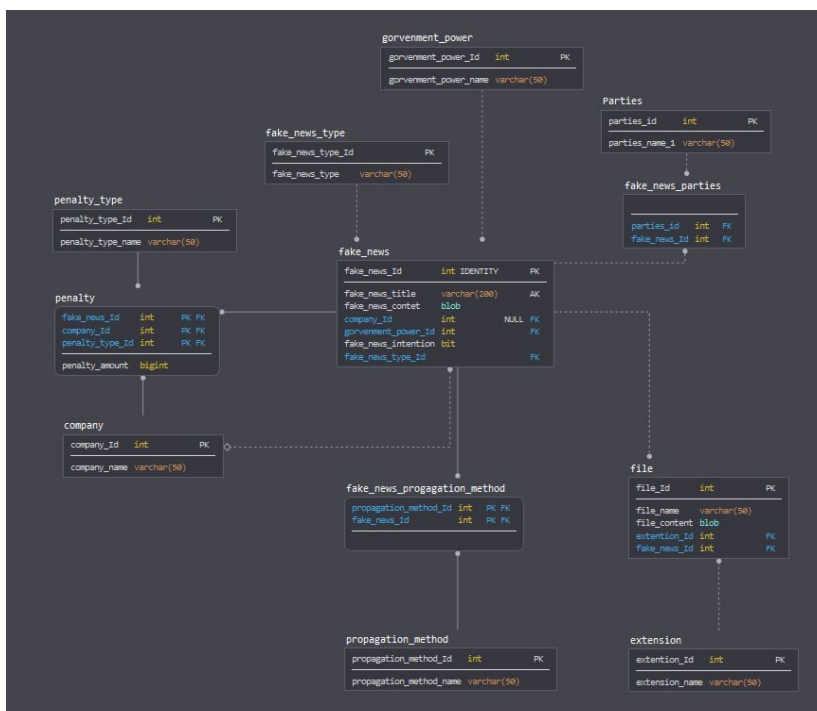 gorvenment_power
gorvenment_power_Id int PK
gorvenment_power_name varchar(50)
Parties
parties_id int PK
parties_name_1 varchar(50)
fake_news_type
fake_news_type_Id PK
fake_news_type varchar(50)
fake_news_parties
parties_id int FK
fake_news_Id int FK
penalty_type
penalty_type_Id int PK
penalty_type_name varchar(50)
fake_news
fake_news_Id int IDENTITY PK
fake_news_title varchar(200) AK
fake_news_contet blob
company_Id int NULL FK
gorvenment_power_Id int FK
fake_news_intention bit
fake_news_type_Id FK
penalty
fake_news_Id int PK FK
company_Id int PK FK
penalty_type_Id int PK FK
penalty_amount bigint
company
company_Id int PK
company_name varchar(50)
fake_news_progagation_method
propagation_method_Id int PK FK
fake_news_Id int PK FK
file
file_Id int PK
file_name varchar(50)
file_content blob
extention_Id int FK
fake_news_Id int FK
propagation_method
propagation_method_Id int PK
propagation_method_name varchar(50)
extension
extention_Id int PK
extension_name varchar(50)